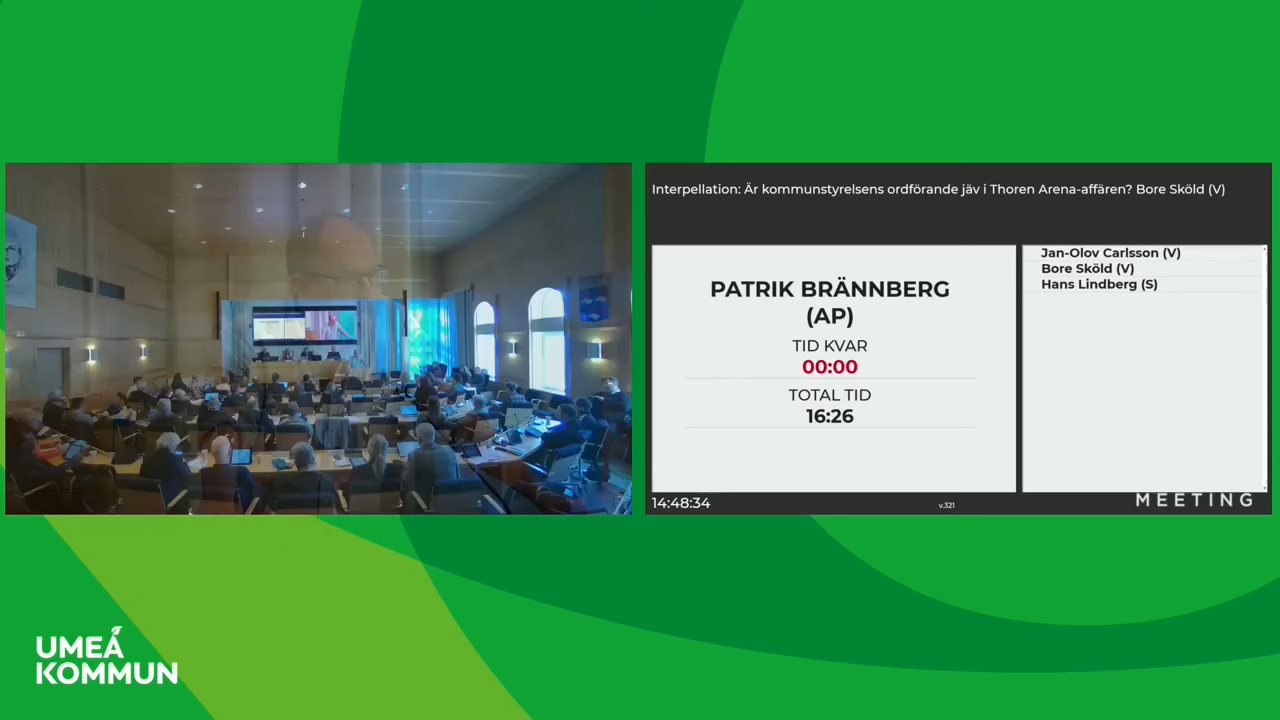 Interpellation: Är kommunstyrelsens ordförande jäv i Thoren Arena-affären? Bore Sköld (V)
PATRIK BRÄNNBERG
(AP)
TID KVAR
00:00
TOTAL TID
16:26
Jan-Olov Carlsson (V)
Bore Sköld (V)
Hans Lindberg (S)
14:48:34
v.321
MEETING
UMEÅ
KOMMUN